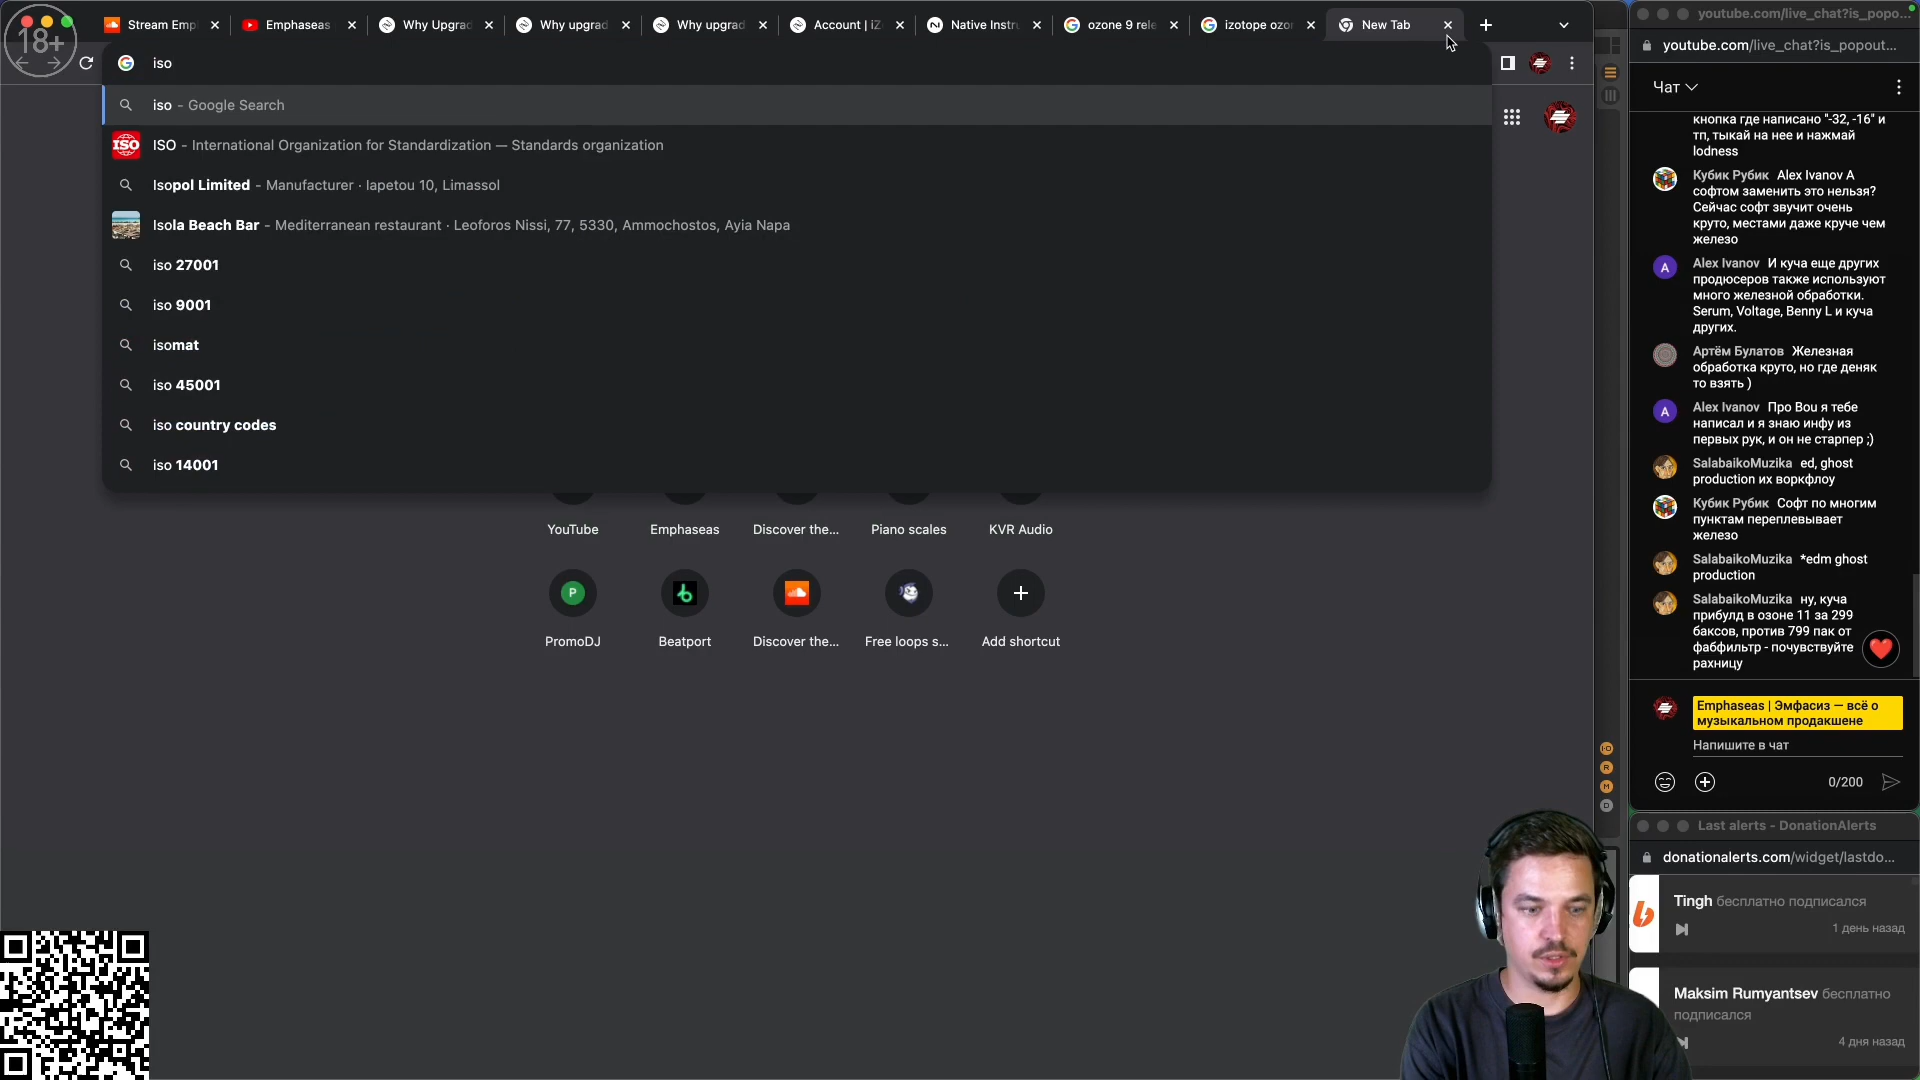 18+
Stream Emp
Emphaseas
Why Upgrad
Why upgrad
Why upgrad
Account | iZ
Native Instru
ozone 9 rele
izotope ozon
New Tab
iso
iso - Google Search
ISO - International Organization for Standardization — Standards organization
Isopol Limited - Manufacturer · Iapetou 10, Limassol
Isola Beach Bar - Mediterranean restaurant · Leoforos Nissi, 77, 5330, Ammochostos, Ayia Napa
iso 27001
iso 9001
isomat
iso 45001
iso country codes
iso 14001
YouTube
Emphaseas
Discover the...
Piano scales
KVR Audio
P
PromoDJ
Beatport
Discover the...
Free loops s...
Add shortcut
youtube.com/live_chat?is_popo...
youtube.com/live_chat?is_popout...
Чат
кнопка где написано "-32, -16" и
тп, тыкай на нее и нажмай
lodness
Кубик Рубик Alex Ivanov А
софтом заменить это нельзя?
Сейчас софт звучит очень
круто, местами даже круче чем
железо
A
Alex Ivanov И куча еще других
продюсеров также используют
много железной обработки.
Serum, Voltage, Benny L и куча
других.
Артём Булатов Железная
обработка круто, но где деняк
то взять )
A
Alex Ivanov Про Bou я тебе
написал и я знаю инфу из
первых рук, и он не старпер ;)
SalabaikoMuzika ed, ghost
production их воркфлоу
Кубик Рубик Софт по многим
пунктам переплевывает
железо
SalabaikoMuzika *edm ghost
production
SalabaikoMuzika ну, куча
прибулд в озоне 11 за 299
баксов, против 799 пак от
фабфильтр - почувствуйте
рахницу
Emphaseas | Эмфасиз — всё о
музыкальном продакшене
Напишите в чат
0/200
I·O
R
M
D
Last alerts - DonationAlerts
donationalerts.com/widget/lastdo...
Tingh бесплатно подписался
1 день назад
Maksim Rumyantsev бесплатно
подписался
4 дня назад